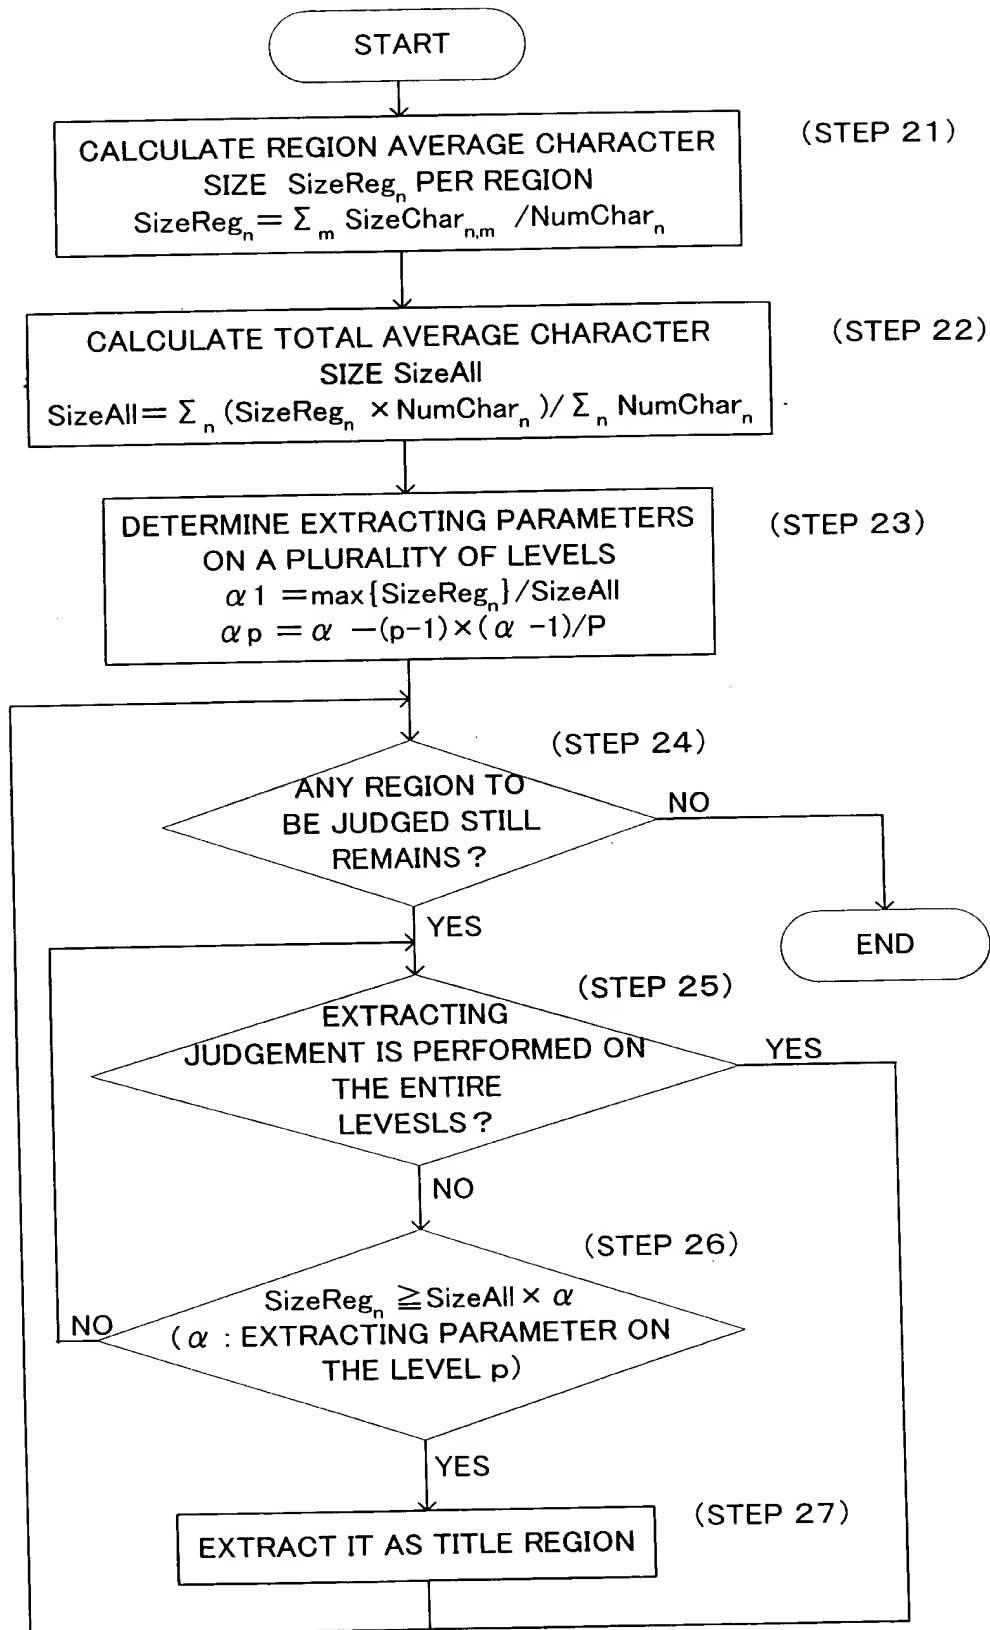 START
(STEP 21)
CALCULATE REGION AVERAGE CHARACTER
SIZE SizeRegₙ PER REGION
SizeRegₙ= Σₘ SizeCharₙ,ₘ /NumCharₙ
(STEP 22)
CALCULATE TOTAL AVERAGE CHARACTER
SIZE SizeAll
SizeAll= Σₙ (SizeRegₙ × NumCharₙ)/ Σₙ NumCharₙ
(STEP 23)
DETERMINE EXTRACTING PARAMETERS
ON A PLURALITY OF LEVELS
α1 =max{SizeRegₙ}/SizeAll
αp = α −(p-1)×(α -1)/P
(STEP 24)
ANY REGION TO
BE JUDGED STILL
REMAINS?
NO
YES
END
(STEP 25)
EXTRACTING
JUDGEMENT IS PERFORMED ON
THE ENTIRE
LEVESLS?
YES
NO
(STEP 26)
SizeRegₙ ≧SizeAll× α
(α : EXTRACTING PARAMETER ON
THE LEVEL p)
NO
YES
(STEP 27)
EXTRACT IT AS TITLE REGION